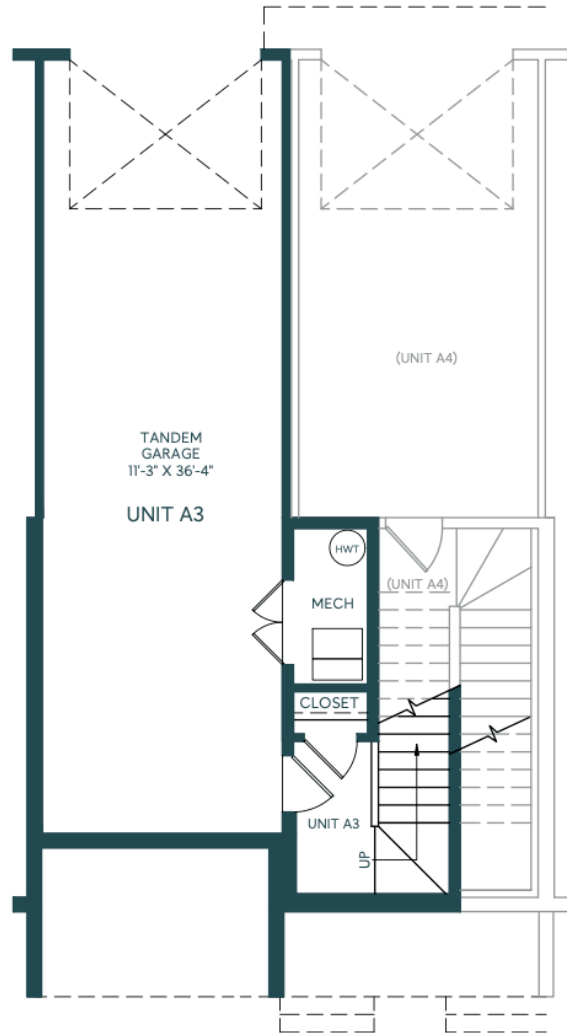 (UNIT A4)
TANDEM
GARAGE
11'-3" X 36'-4"
UNIT A3
HWT
(UNIT A4)
MECH
CLOSET
UNIT A3
UP